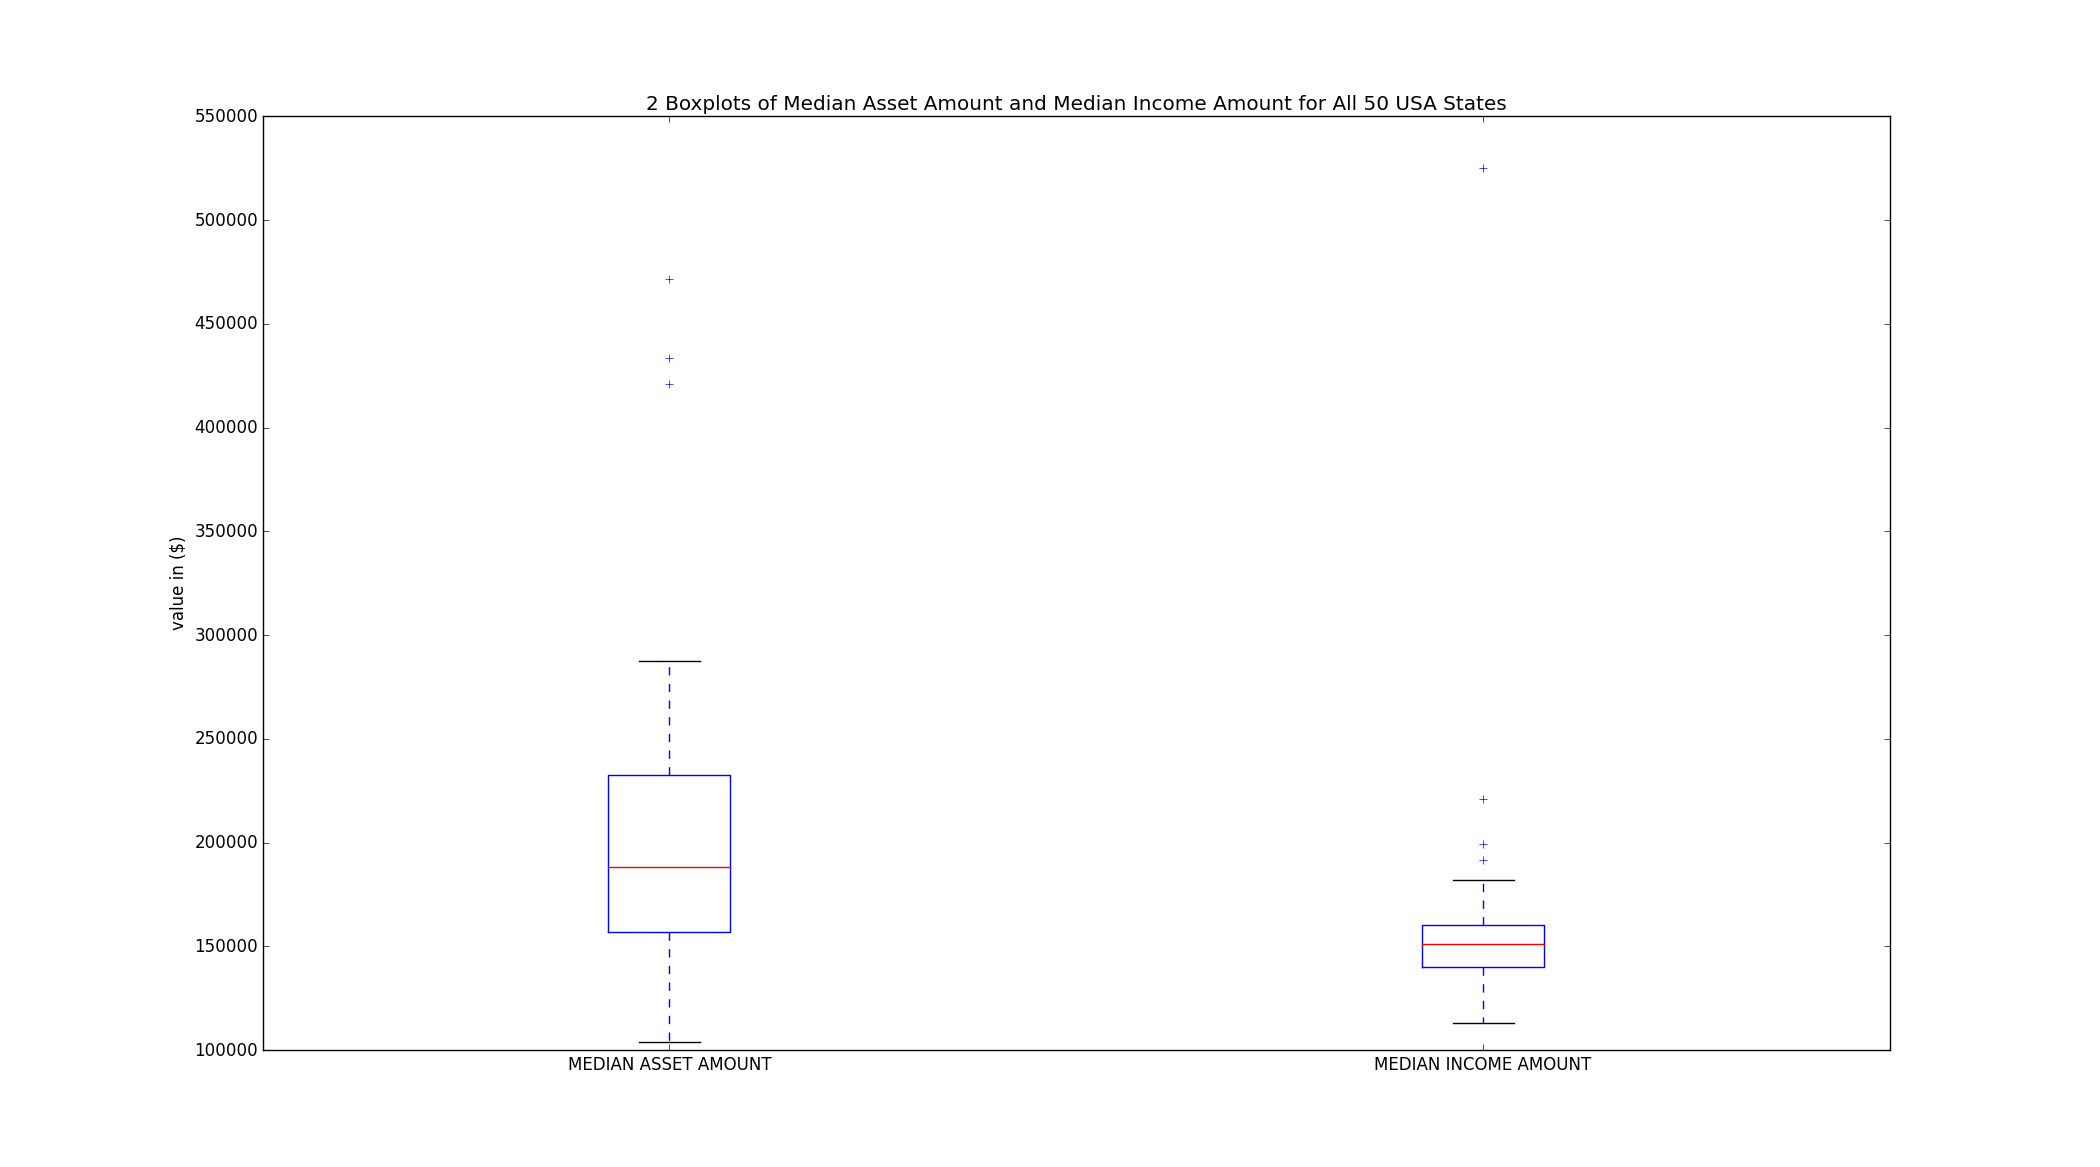 2 Boxplots of Median Asset Amount and Median Income Amount for All 50 USA States
550000
500000
450000
400000
350000
300000
250000
200000
150000
100000
value in ($)
MEDIAN ASSET AMOUNT
MEDIAN INCOME AMOUNT